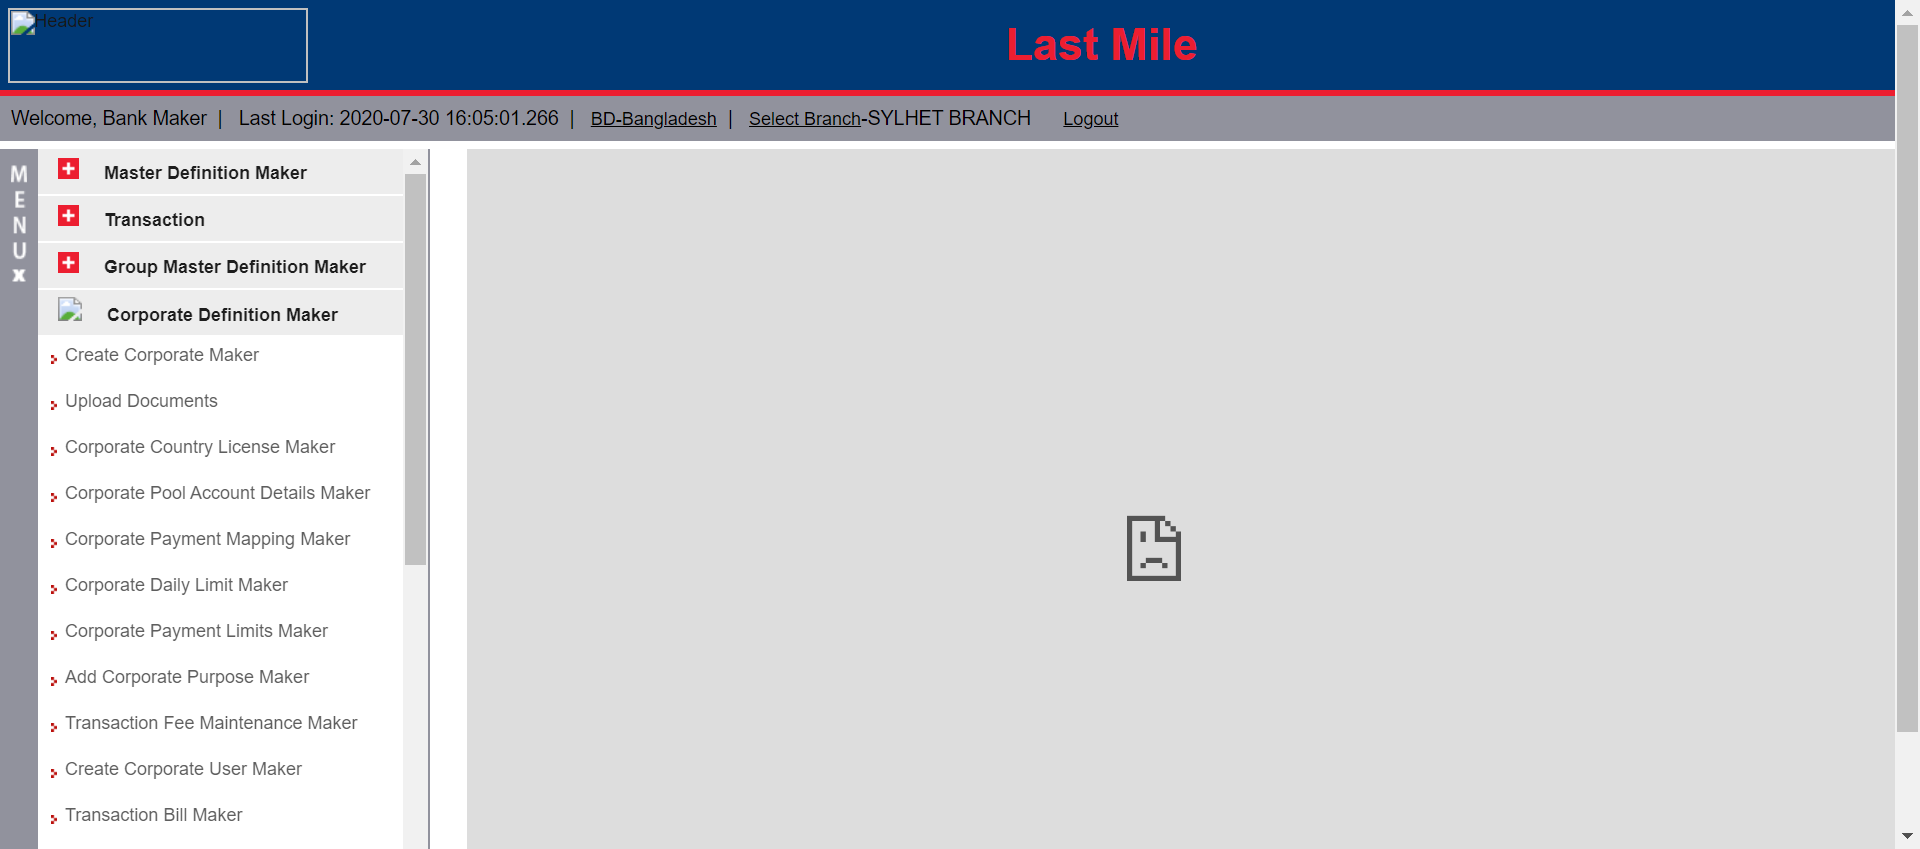 Header
Last Mile
Welcome, Bank Maker | Last Login: 2020-07-30 16:05:01.266 | BD-Bangladesh | Select Branch-SYLHET BRANCH Logout
MENU x
Master Definition Maker
Transaction
Group Master Definition Maker
Corporate Definition Maker
Create Corporate Maker
Upload Documents
Corporate Country License Maker
Corporate Pool Account Details Maker
Corporate Payment Mapping Maker
Corporate Daily Limit Maker
Corporate Payment Limits Maker
Add Corporate Purpose Maker
Transaction Fee Maintenance Maker
Create Corporate User Maker
Transaction Bill Maker